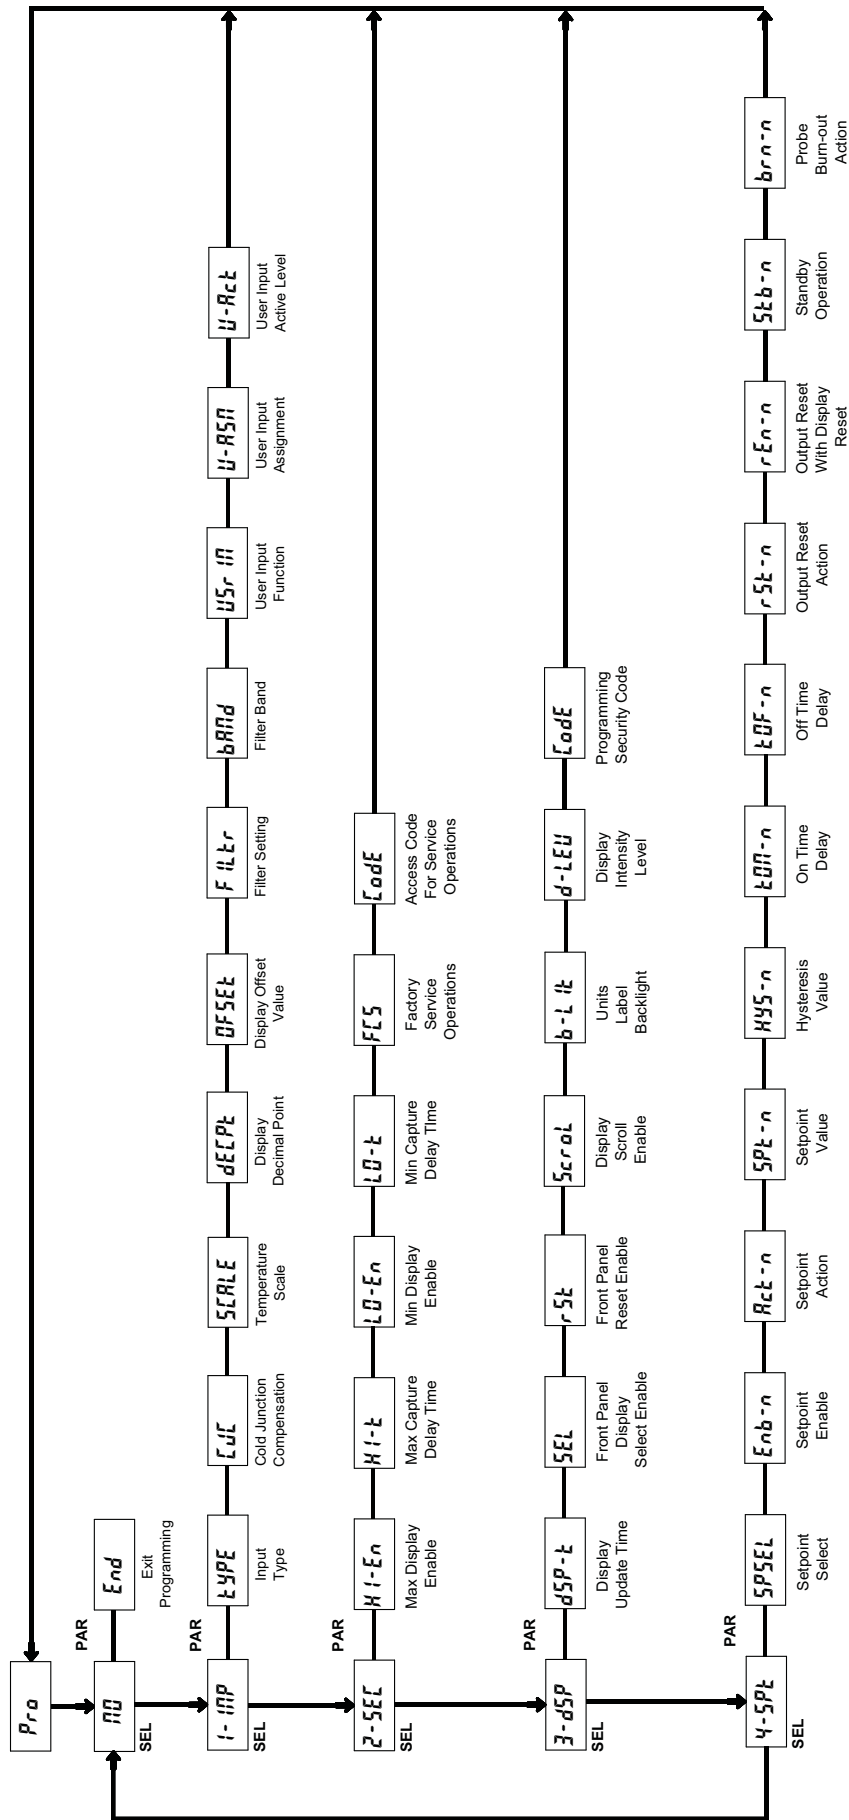 Pro
NO
PAR
End
Exit
Programming
SEL
1-INP
PAR
tYPE
Input
Type
CJC
Cold Junction
Compensation
SCALE
Temperature
Scale
dECPt
Display
Decimal Point
OFSEt
Display Offset
Value
FILtr
Filter Setting
bANd
Filter Band
USrIN
User Input
Function
U-ASN
User Input
Assignment
U-Act
User Input
Active Level
SEL
2-SEC
PAR
HI-En
Max Display
Enable
HI-t
Max Capture
Delay Time
LO-En
Min Display
Enable
LO-t
Min Capture
Delay TIme
FCS
Factory
Service
Operations
CodE
Access Code
For Service
Operations
SEL
3-dSP
PAR
dSP-t
Display
Update Time
SEL
Front Panel
Display
Select Enable
rSt
Front Panel
Reset Enable
ScroL
Display
Scroll
Enable
b-LIt
Units
Label
Backlight
d-LEV
Display
Intensity
Level
CodE
Programming
Security Code
SEL
4-SPt
PAR
SPSEL
Setpoint
Select
Enb-n
Setpoint
Enable
Act-n
Setpoint
Action
SPt-n
Setpoint
Value
HYS-n
Hysteresis
Value
tON-n
On Time
Delay
tOF-n
Off Time
Delay
rSt-n
Output Reset
Action
rEn-n
Output Reset
With Display
Reset
Stb-n
Standby
Operation
brn-n
Probe
Burn-out
Action
SEL